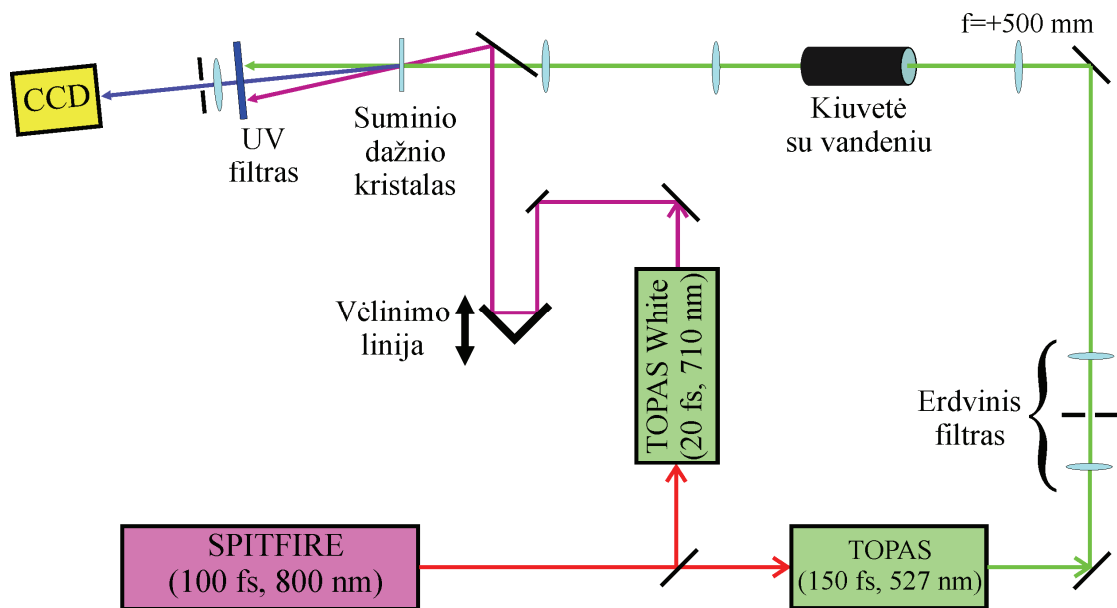 f=+500 mm
CCD
UV
filtras
Suminio
dažnio
kristalas
Kiuvetė
su vandeniu
Vėlinimo
linija
TOPAS White
(20 fs, 710 nm)
Erdvinis
filtras
SPITFIRE
(100 fs, 800 nm)
TOPAS
(150 fs, 527 nm)